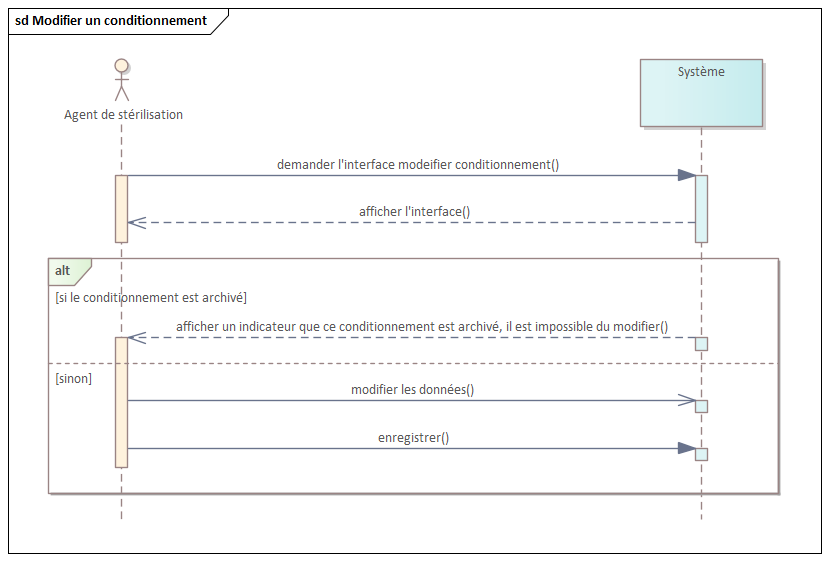 sd Modifier un conditionnement
Agent de stérilisation
Système
demander l'interface modeifier conditionnement()
afficher l'interface()
alt
[si le conditionnement est archivé]
afficher un indicateur que ce conditionnement est archivé, il est impossible du modifier()
[sinon]
modifier les données()
enregistrer()